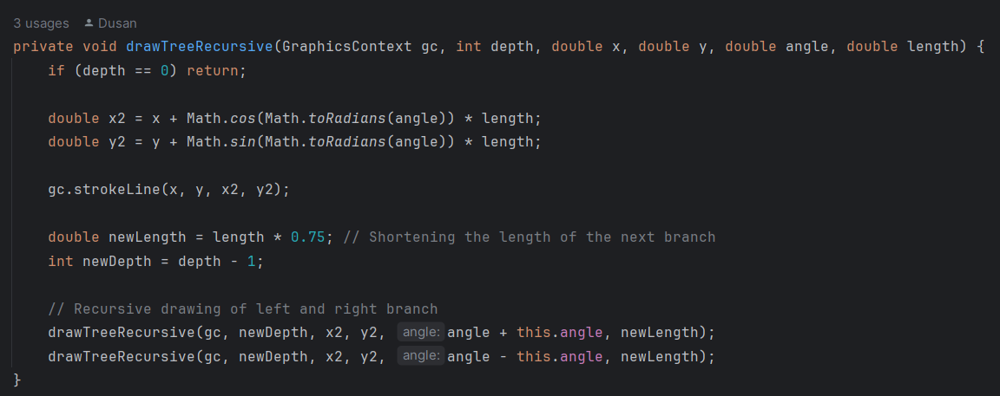 3 usages Dusan
private void drawTreeRecursive(GraphicsContext gc, int depth, double x, double y, double angle, double length) {
    if (depth == 0) return;

    double x2 = x + Math.cos(Math.toRadians(angle)) * length;
    double y2 = y + Math.sin(Math.toRadians(angle)) * length;

    gc.strokeLine(x, y, x2, y2);

    double newLength = length * 0.75; // Shortening the length of the next branch
    int newDepth = depth - 1;

    // Recursive drawing of left and right branch
    drawTreeRecursive(gc, newDepth, x2, y2, angle: angle + this.angle, newLength);
    drawTreeRecursive(gc, newDepth, x2, y2, angle: angle - this.angle, newLength);
}